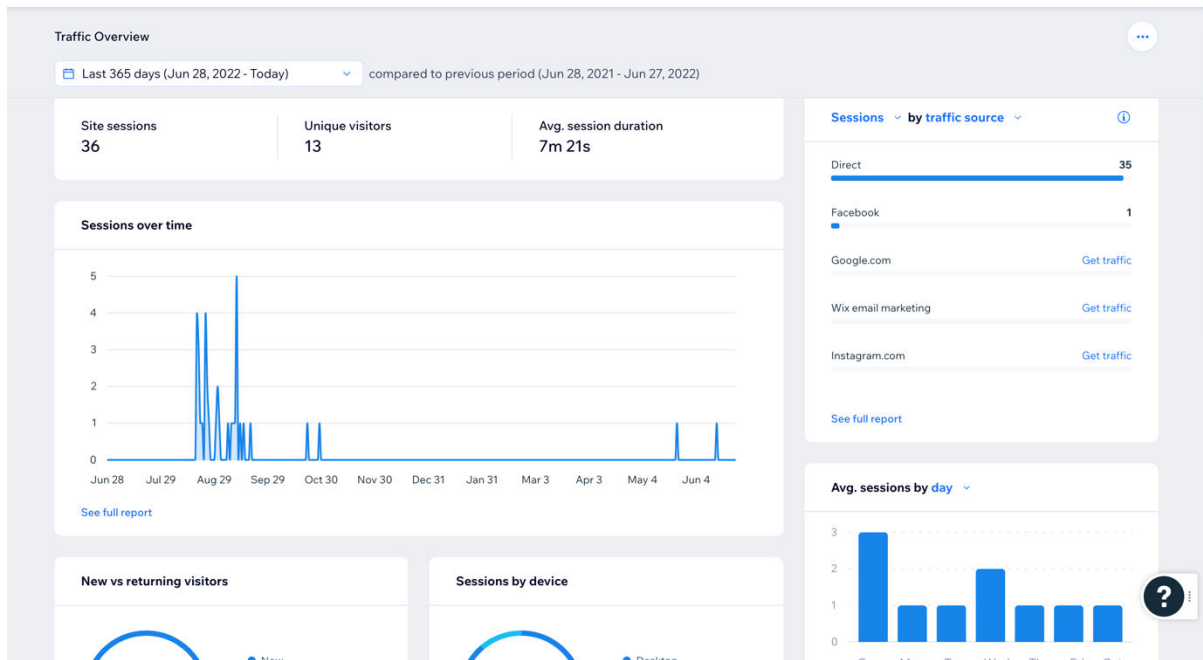 Traffic Overview
Last 365 days (Jun 28, 2022 - Today)
compared to previous period (Jun 28, 2021 - Jun 27, 2022)
Site sessions
36
Unique visitors
13
Avg. session duration
7m 21s
Sessions over time
5
4
3
2
1
0
Jun 28 Jul 29 Aug 29 Sep 29 Oct 30 Nov 30 Dec 31 Jan 31 Mar 3 Apr 3 May 4 Jun 4
See full report
Sessions by traffic source
Direct 35
Facebook 1
Google.com Get traffic
Wix email marketing Get traffic
Instagram.com Get traffic
See full report
New vs returning visitors
Sessions by device
Avg. sessions by day
3
2
1
0
?